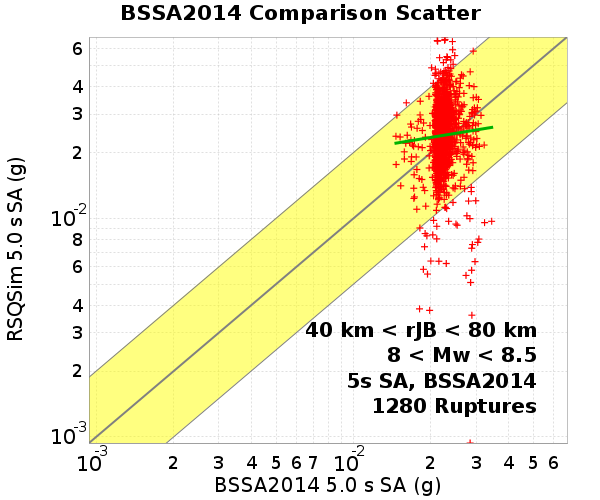 BSSA2014 Comparison Scatter
RSQSim 5.0 s SA (g)
6
4
3
2
10-2
8
6
4
3
2
10-3
40 km < rJB < 80 km
8 < Mw < 8.5
5s SA, BSSA2014
1280 Ruptures
10-3 2 3 4 5 6 7 10-2 2 3 4 5 6
BSSA2014 5.0 s SA (g)